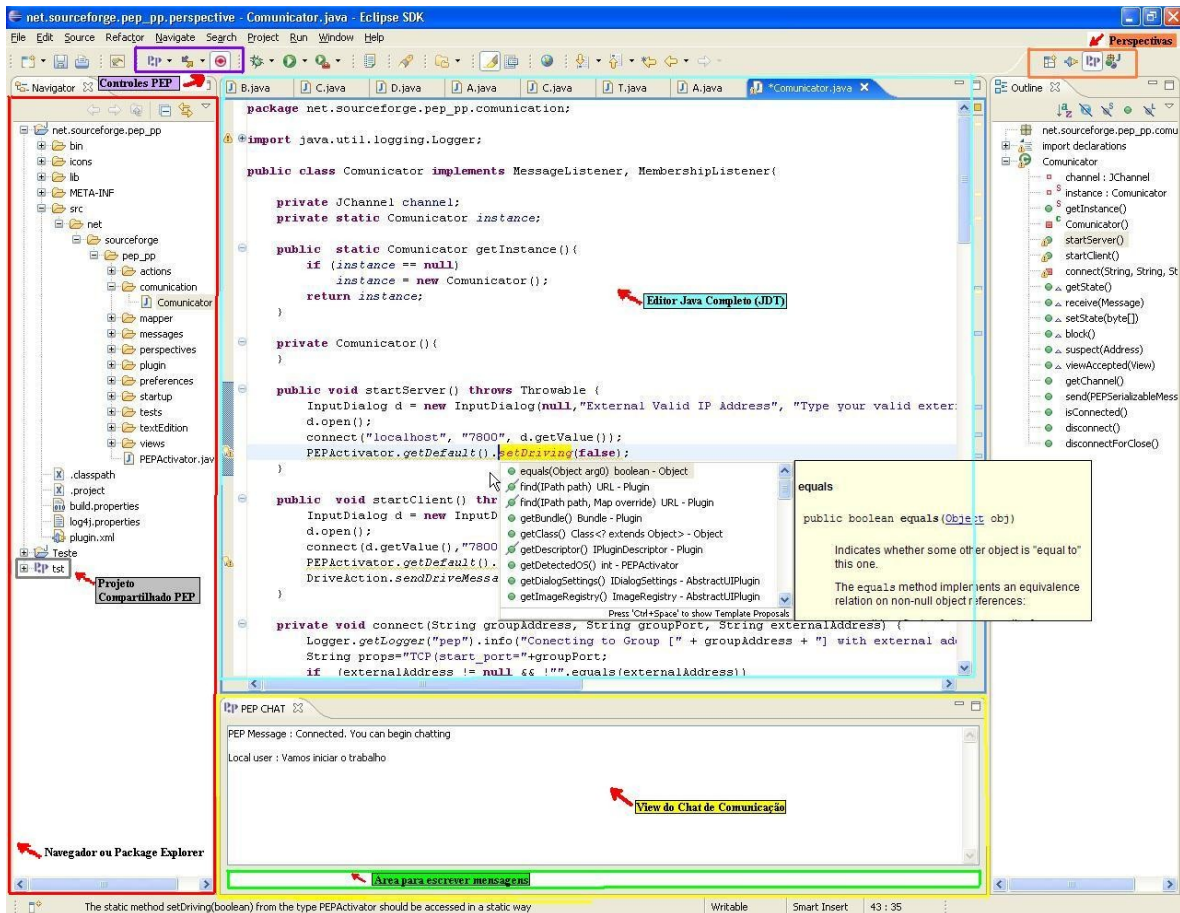 net.sourceforge.pep_pp.perspective - Comunicator.java - Eclipse SDK
File Edit Source Refactor Navigate Search Project Run Window Help
Perspectivas
Controles PEP
Navigator
net.sourceforge.pep_pp
bin
icons
lib
META-INF
src
net
sourceforge
pep_pp
actions
comunication
Comunicator
mapper
messages
perspectives
plugin
preferences
startup
tests
textEdition
views
PEPActivator.jav
.classpath
.project
build.properties
log4j.properties
plugin.xml
Teste
PP tst
Projeto
Compartilhado PEP
Navegador ou Package Explorer
B.java C.java D.java A.java C.java T.java A.java *Comunicator.java
package net.sourceforge.pep_pp.comunication;
import java.util.logging.Logger;
public class Comunicator implements MessageListener, MembershipListener{
private JChannel channel;
private static Comunicator instance;
public static Comunicator getInstance(){
if (instance == null)
instance = new Comunicator();
return instance;
}
Editor Java Completo (JDT)
private Comunicator(){
}
public void startServer() throws Throwable {
InputDialog d = new InputDialog(null,"External Valid IP Address", "Type your valid exter
d.open();
connect("localhost", "7800", d.getValue());
PEPActivator.getDefault().setDriving(false);
}
public void startClient() thr
InputDialog d = new InputD
d.open();
connect(d.getValue(),"7800
PEPActivator.getDefault().
DriveAction.sendDriveMessa
}
equals(Object arg0) boolean - Object
find(IPath path) URL - Plugin
find(IPath path, Map override) URL - Plugin
getBundle() Bundle - Plugin
getClass() Class<? extends Object> - Object
getDescriptor() IPluginDescriptor - Plugin
getDetectedOS() int - PEPActivator
getDialogSettings() IDialogSettings - AbstractUIPlugin
getImageRegistry() ImageRegistry - AbstractUIPlugin
Press 'Ctrl+Space' to show Template Proposals
equals
public boolean equals(Object obj)
Indicates whether some other object is "equal to"
this one.
The equals method implements an equivalence
relation on non-null object references:
private void connect(String groupAddress, String groupPort, String externalAddress) {
Logger.getLogger("pep").info("Conecting to Group [" + groupAddress + "] with external ad
String props="TCP(start_port="+groupPort;
if (externalAddress != null && !"".equals(externalAddress))
PEP CHAT
PEP Message : Connected. You can begin chatting
Local user : Vamos iniciar o trabalho
View do Chat de Comunicação
Area para escrever mensagens
Outline
net.sourceforge.pep_pp.comu
import declarations
Comunicator
channel : JChannel
instance : Comunicator
getInstance()
Comunicator()
startServer()
startClient()
connect(String, String, St
getState()
receive(Message)
setState(byte[])
block()
suspect(Address)
viewAccepted(View)
getChannel()
send(PEPSerializableMess
isConnected()
disconnect()
disconnectForClose()
The static method setDriving(boolean) from the type PEPActivator should be accessed in a static way
Writable Smart Insert 43 : 35